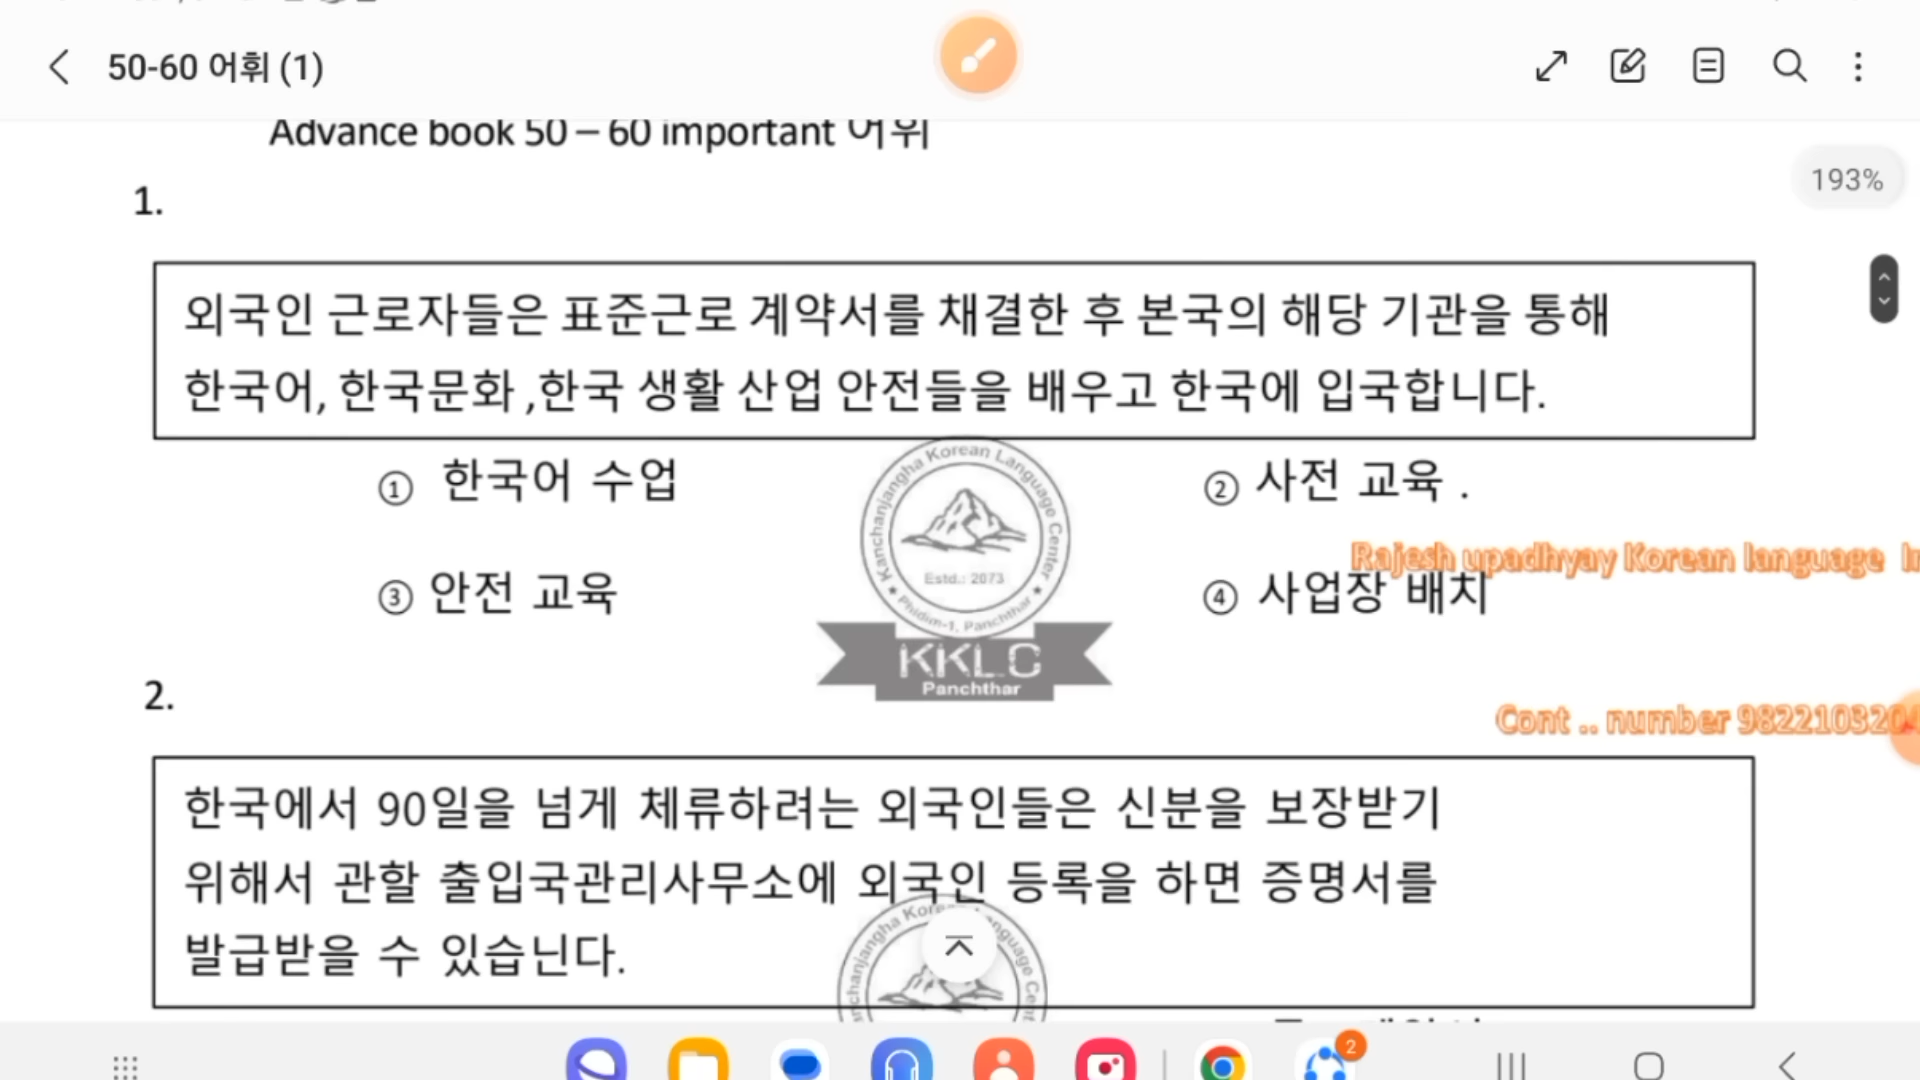 50-60 어휘 (1)
Advance book 50 – 60 important 어휘
193%
1.
외국인 근로자들은 표준근로 계약서를 채결한 후 본국의 해당 기관을 통해
한국어, 한국문화 ,한국 생활 산업 안전들을 배우고 한국에 입국합니다.
① 한국어 수업
② 사전 교육 .
③ 안전 교육
④ 사업장 배치
Kanchanjangha Korean Language Center
Estd.: 2073
Phidim-1, Panchthar
KKLC
Panchthar
Rajesh upadhyay Korean language
Cont .. number 982210320
2.
한국에서 90일을 넘게 체류하려는 외국인들은 신분을 보장받기
위해서 관할 출입국관리사무소에 외국인 등록을 하면 증명서를
발급받을 수 있습닌다.
2